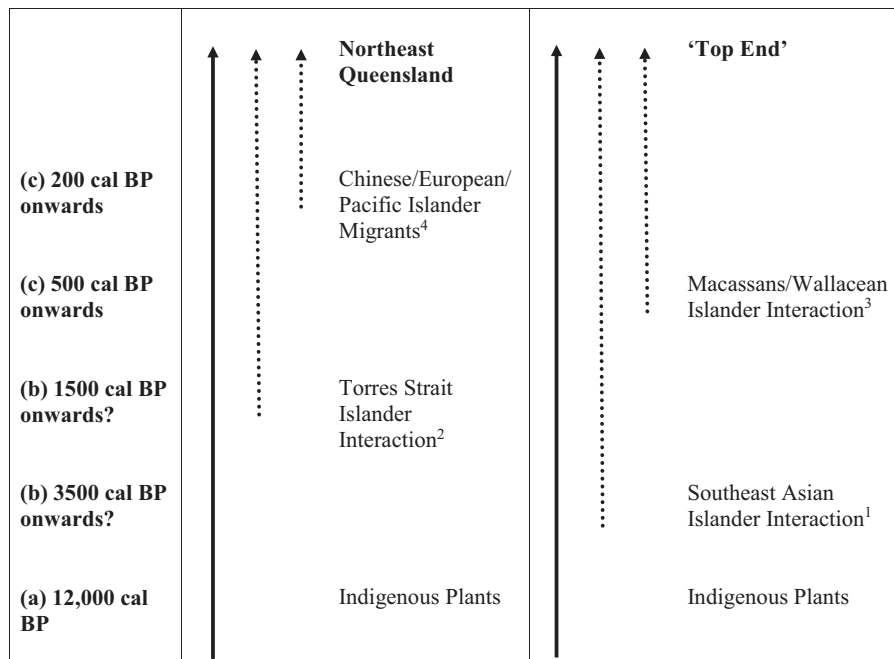 Northeast
Queensland
‘Top End’
(c) 200 cal BP
onwards
Chinese/European/
Pacific Islander
Migrants⁴
(c) 500 cal BP
onwards
Macassans/Wallacean
Islander Interaction³
(b) 1500 cal BP
onwards?
Torres Strait
Islander
Interaction²
(b) 3500 cal BP
onwards?
Southeast Asian
Islander Interaction¹
(a) 12,000 cal
BP
Indigenous Plants
Indigenous Plants